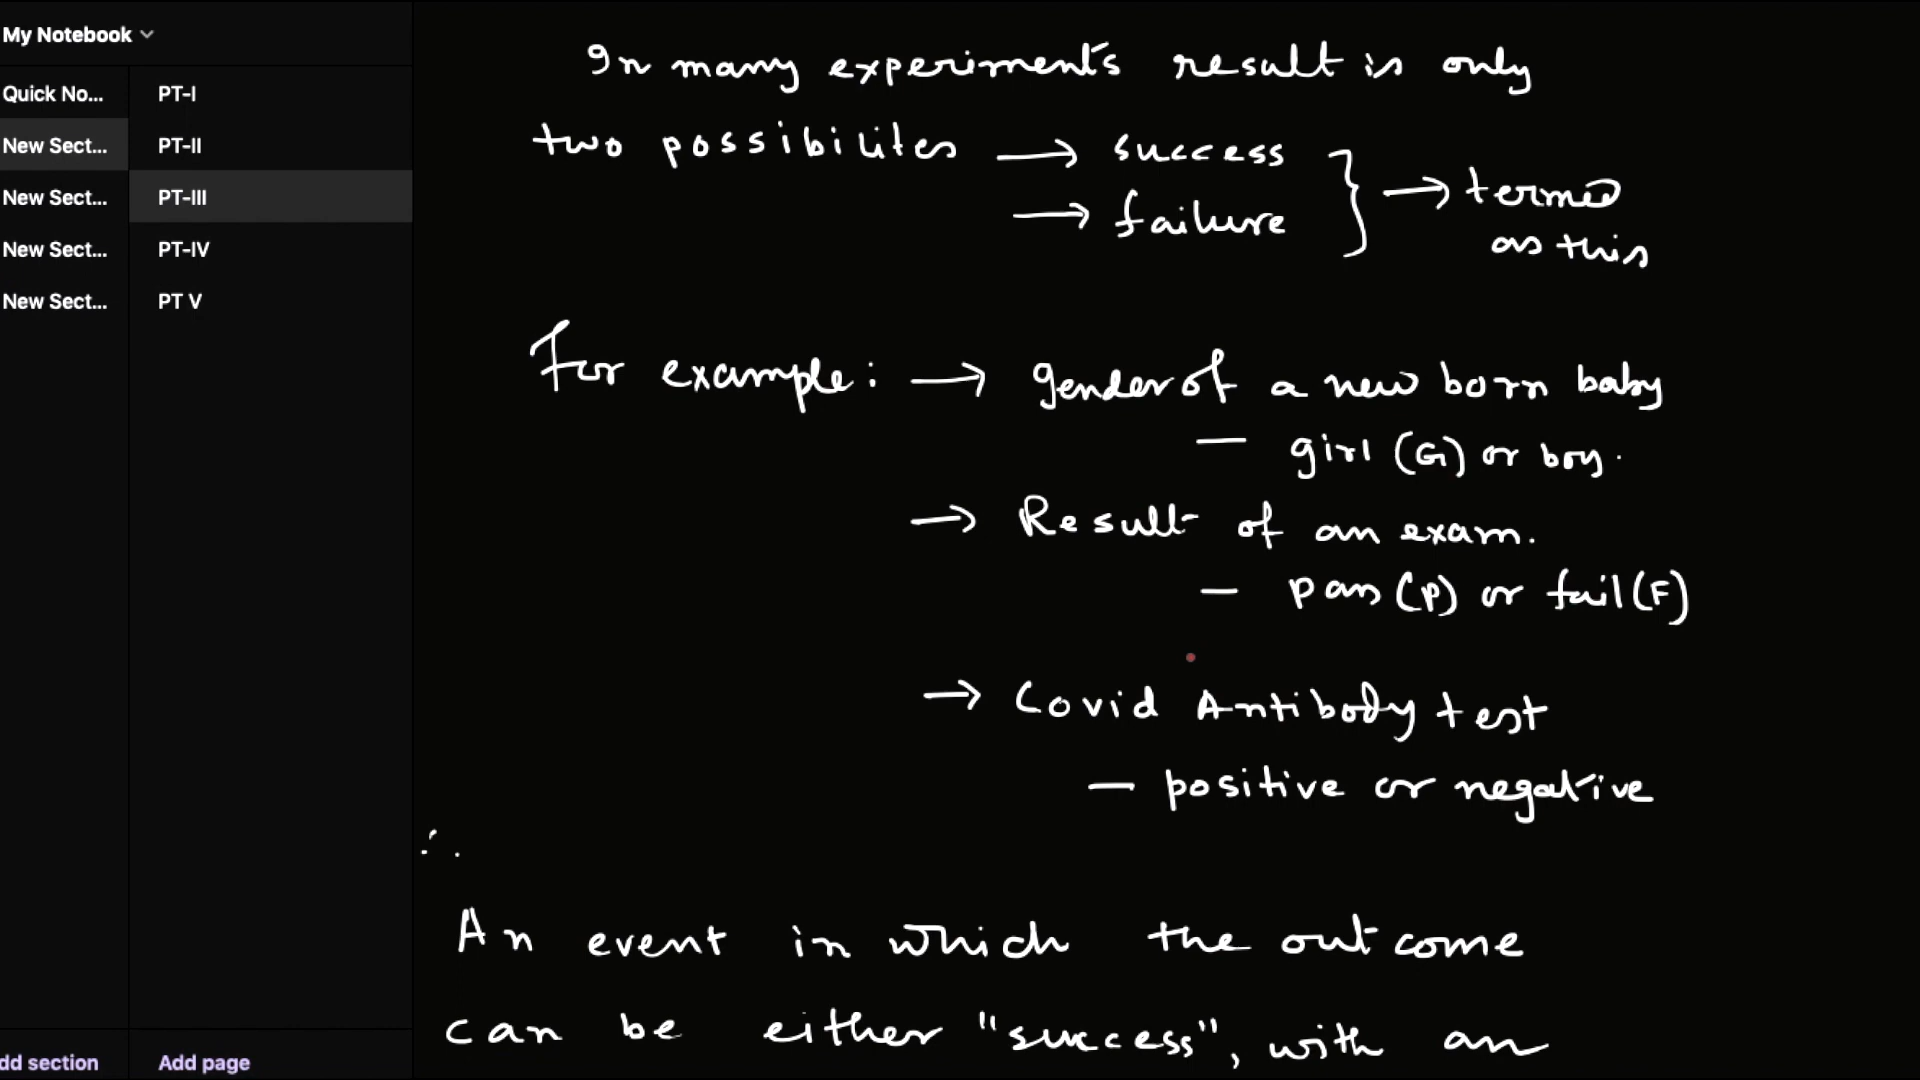 My Notebook
Quick No...
New Sect...
New Sect...
New Sect...
New Sect...
PT-I
PT-II
PT-III
PT-IV
PT V
dd section
Add page
In many experiments result is only
two possibilites → success
→ failure } → termed
as this
For example: → gender of a new born baby
— girl (G) or boy.
→ Result of an exam.
— pass (P) or fail (F)
→ Covid Antibody test
— positive or negative
∴
An event in which the outcome
can be either "success", with an